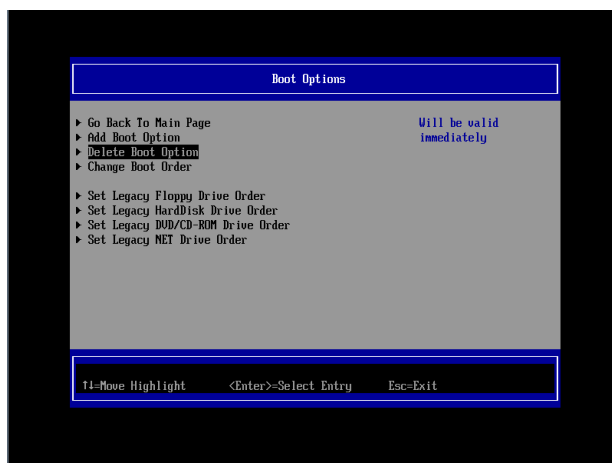 Boot Options
Go Back To Main Page
Will be valid
Add Boot Option
immediately
Delete Boot Option
Change Boot Order
Set Legacy Floppy Drive Order
Set Legacy HardDisk Drive Order
Set Legacy DVD/CD-ROM Drive Order
Set Legacy NET Drive Order
↑↓=Move Highlight <Enter>=Select Entry Esc=Exit